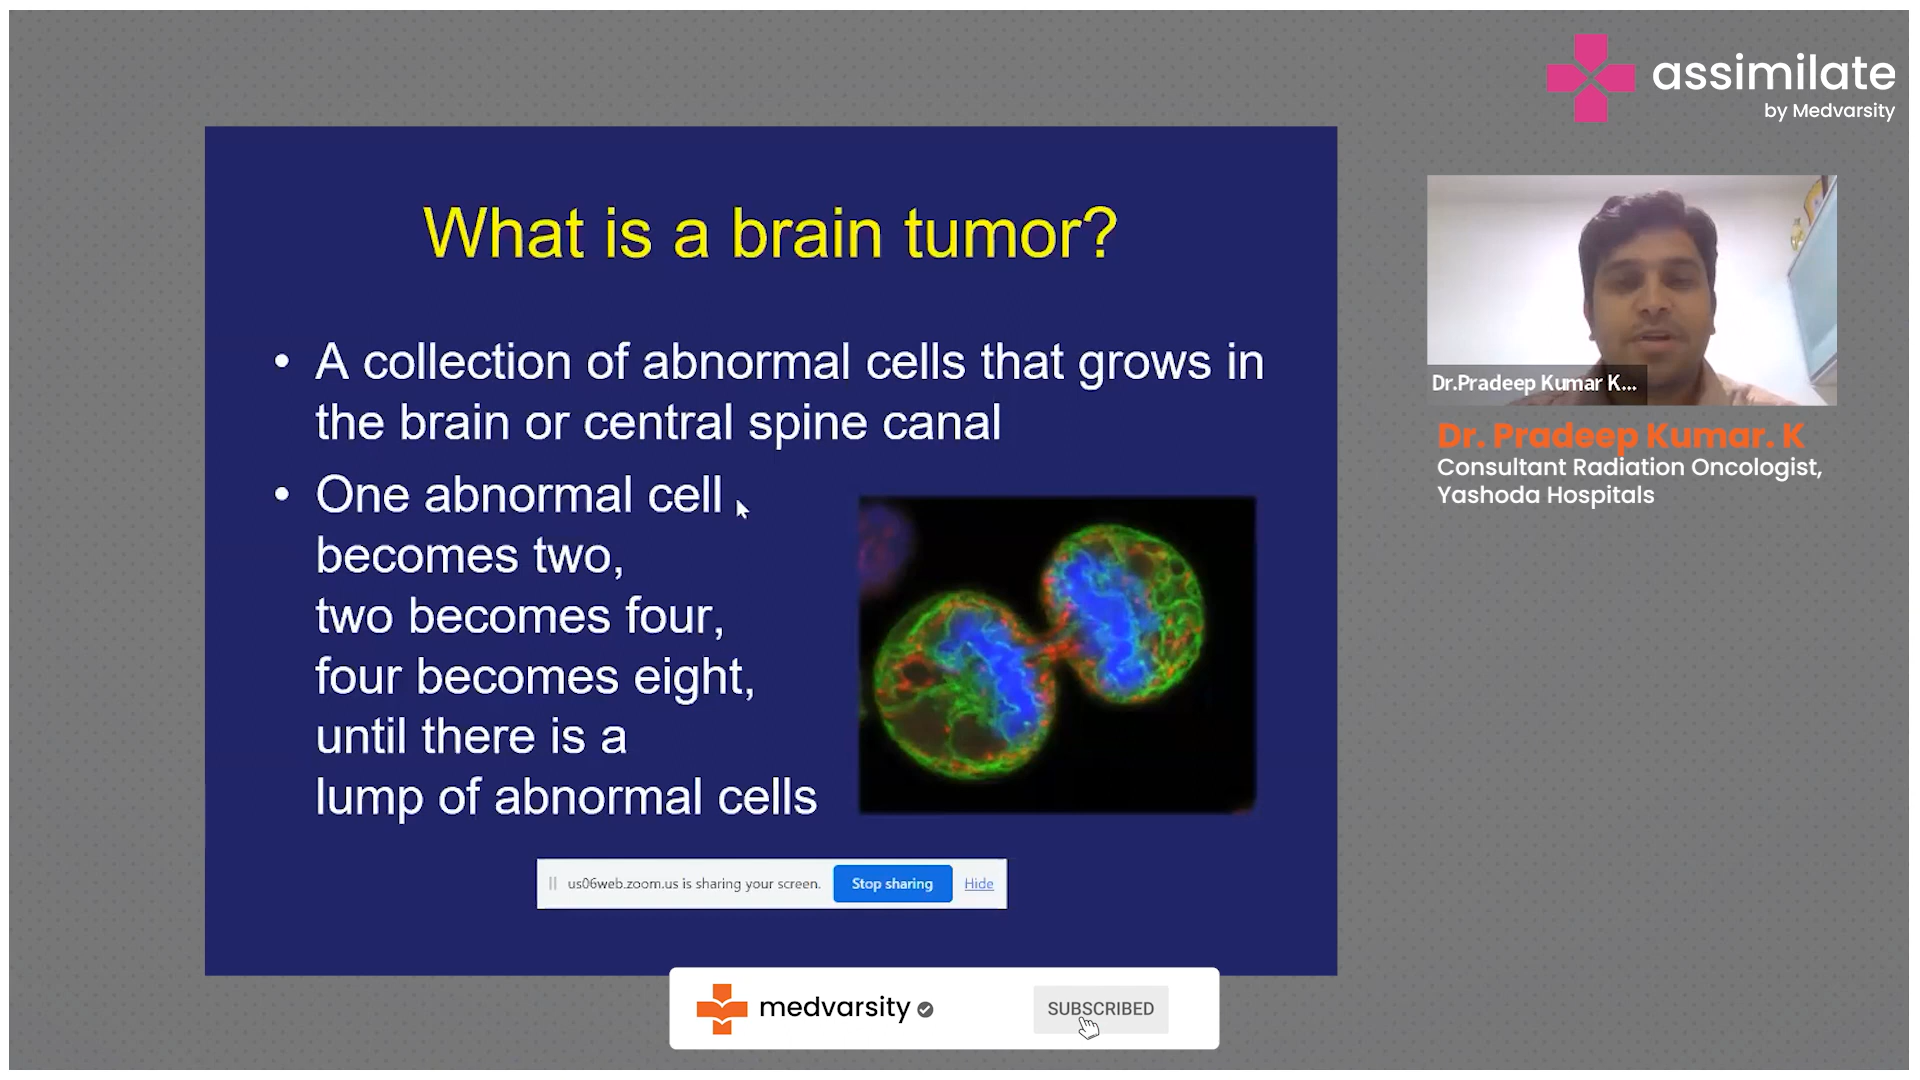 assimilate
by Medvarsity
What is a brain tumor?
• A collection of abnormal cells that grows in
the brain or central spine canal
• One abnormal cell
becomes two,
two becomes four,
four becomes eight,
until there is a
lump of abnormal cells
Dr.Pradeep Kumar K...
Dr. Pradeep Kumar. K
Consultant Radiation Oncologist,
Yashoda Hospitals
us06web.zoom.us is sharing your screen. Stop sharing Hide
medvarsity SUBSCRIBED